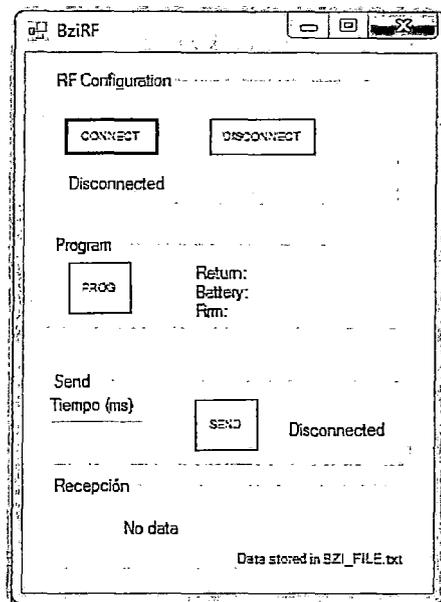 BziRF
RF Configuration
CONNECT DISCONNECT
Disconnected
Program
PROG
Return:
Battery:
Firm:
Send
Tiempo (ms)
SEND
Disconnected
Recepción
No data
Data stored in BZI_FILE.txt